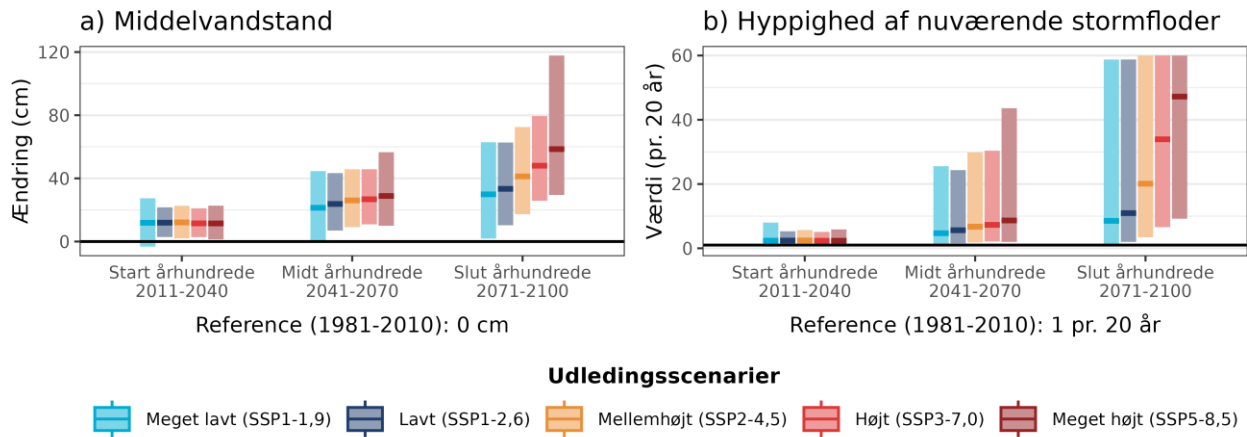 a) Middelvandstand
Ændring (cm)
120
80
40
0
Start århundrede
2011-2040
Midt århundrede
2041-2070
Slut århundrede
2071-2100
Reference (1981-2010): 0 cm
b) Hyppighed af nuværende stormfloder
Værdi (pr. 20 år)
60
40
20
0
Start århundrede
2011-2040
Midt århundrede
2041-2070
Slut århundrede
2071-2100
Reference (1981-2010): 1 pr. 20 år
Udledingsscenarier
Meget lavt (SSP1-1,9)
Lavt (SSP1-2,6)
Mellemhøjt (SSP2-4,5)
Højt (SSP3-7,0)
Meget højt (SSP5-8,5)